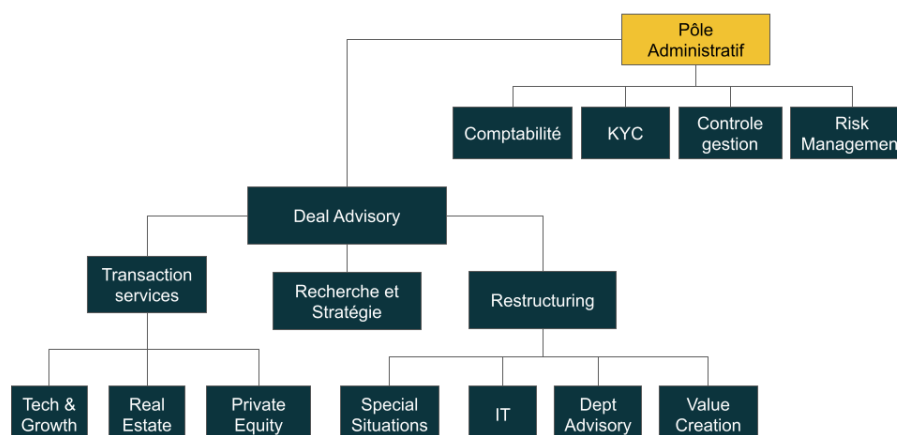 Pôle
Administratif
Comptabilité
KYC
Controle
gestion
Risk
Management
Deal Advisory
Transaction
services
Recherche et
Stratégie
Restructuring
Tech &
Growth
Real
Estate
Private
Equity
Special
Situations
IT
Dept
Advisory
Value
Creation